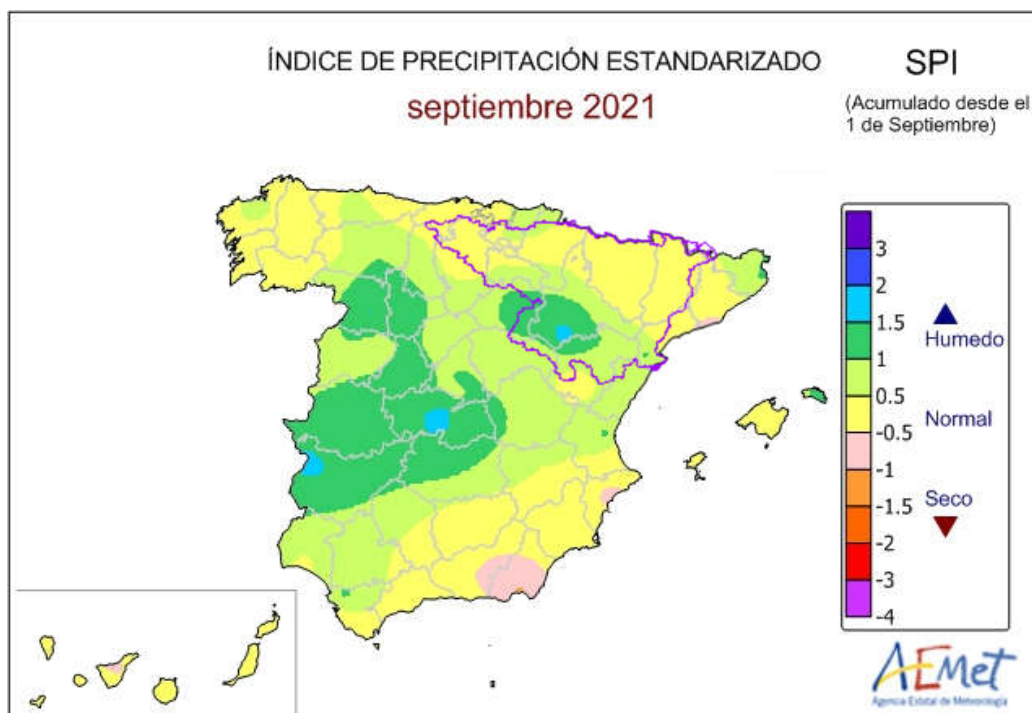 ÍNDICE DE PRECIPITACIÓN ESTANDARIZADO
septiembre 2021
SPI
(Acumulado desde el
1 de Septiembre)
3
2
1.5
1
0.5
-0.5
-1
-1.5
-2
-3
-4
Humedo
Normal
Seco
AEMet
Agencia Estatal de Meteorología